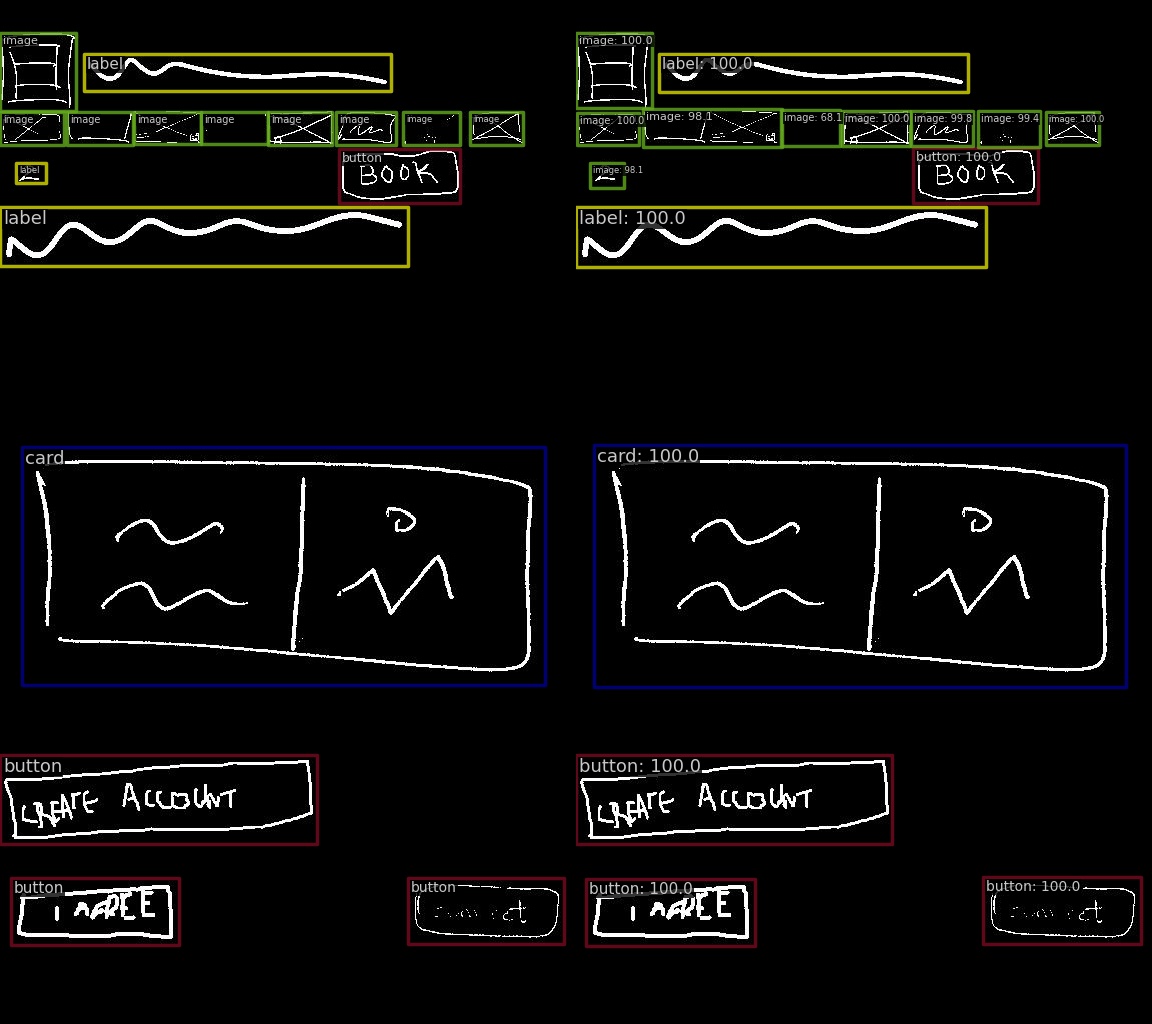 image image: 100.0
label label: 100.0
image image image image image image image image image: 100.0 image: 98.1 image: 68.1 image: 100.0 image: 99.8 image: 99.4 image: 100.0
button button: 100.0
BOOK BOOK
label image: 98.1
label label: 100.0
card card: 100.0
button button: 100.0
CREATE ACCOUNT CREATE ACCOUNT
button button button: 100.0 button: 100.0
I AGREE I AGREE